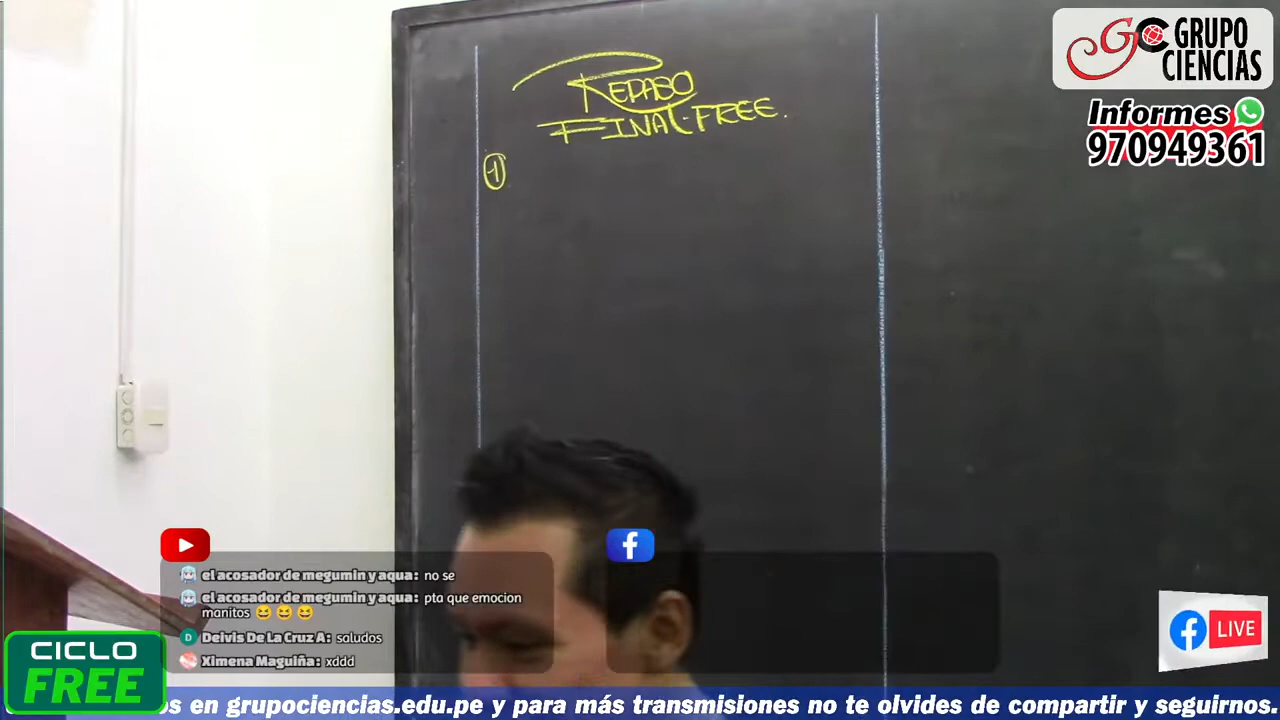 REPASO
FINAL-FREE.
1
GRUPO
CIENCIAS
Informes
970949361
el acosador de megumin y aqua: no se
el acosador de megumin y aqua: pta que emocion
manitos 😆 😆 😆
D Deivis De La Cruz A: saludos
Ximena Maguiña: xddd
LIVE
CICLO
FREE
s en grupociencias.edu.pe y para más transmisiones no te olvides de compartir y seguirnos.